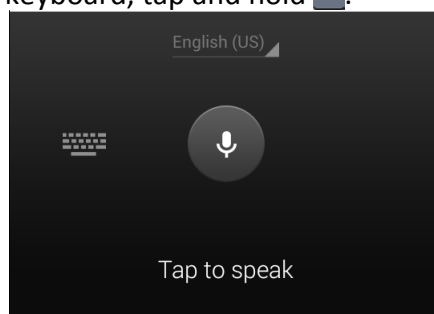 keyboard, tap and hold .
English (US)
Tap to speak